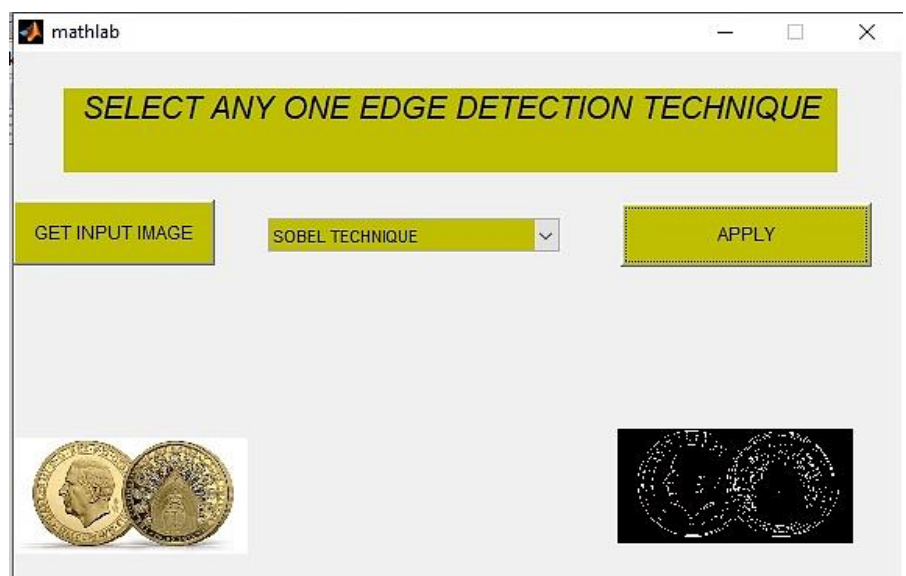 mathlab
SELECT ANY ONE EDGE DETECTION TECHNIQUE
GET INPUT IMAGE
SOBEL TECHNIQUE
APPLY